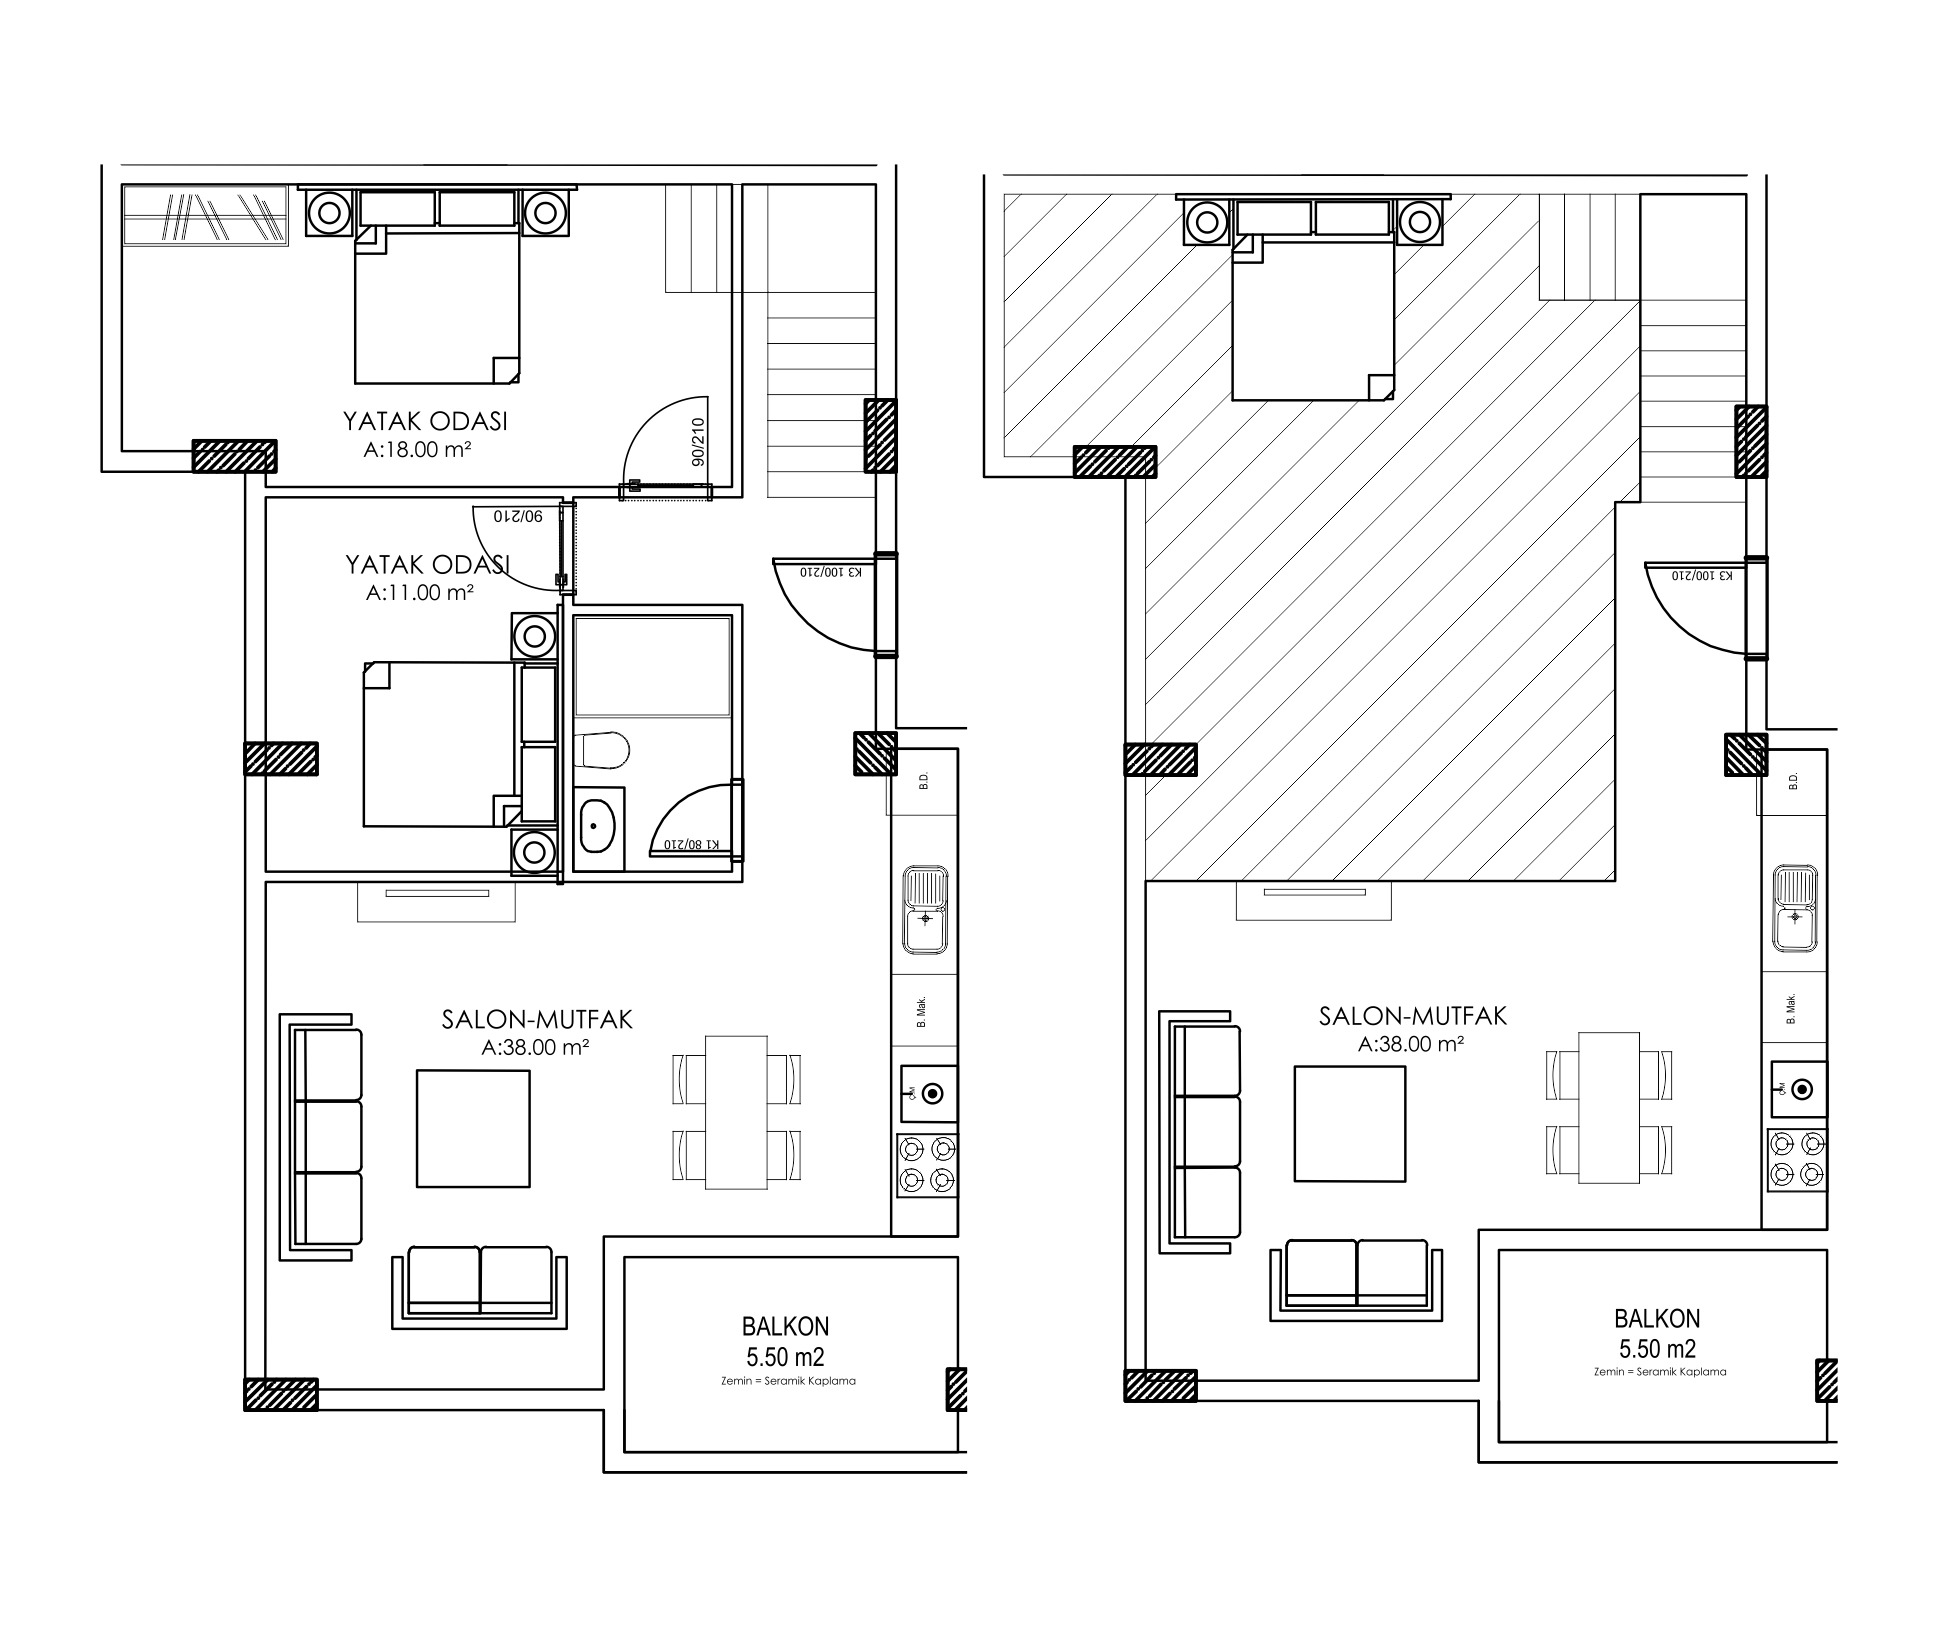 YATAK ODASI
A:18.00 m²
90/210
90/210
YATAK ODASI
A:11.00 m²
K3 100/210
K1 80/210
B.D.
SALON-MUTFAK
A:38.00 m²
B. Mak.
ÇM
BALKON
5.50 m2
Zemin = Seramik Kaplama
K3 100/210
B.D.
SALON-MUTFAK
A:38.00 m²
B. Mak.
ÇM
BALKON
5.50 m2
Zemin = Seramik Kaplama